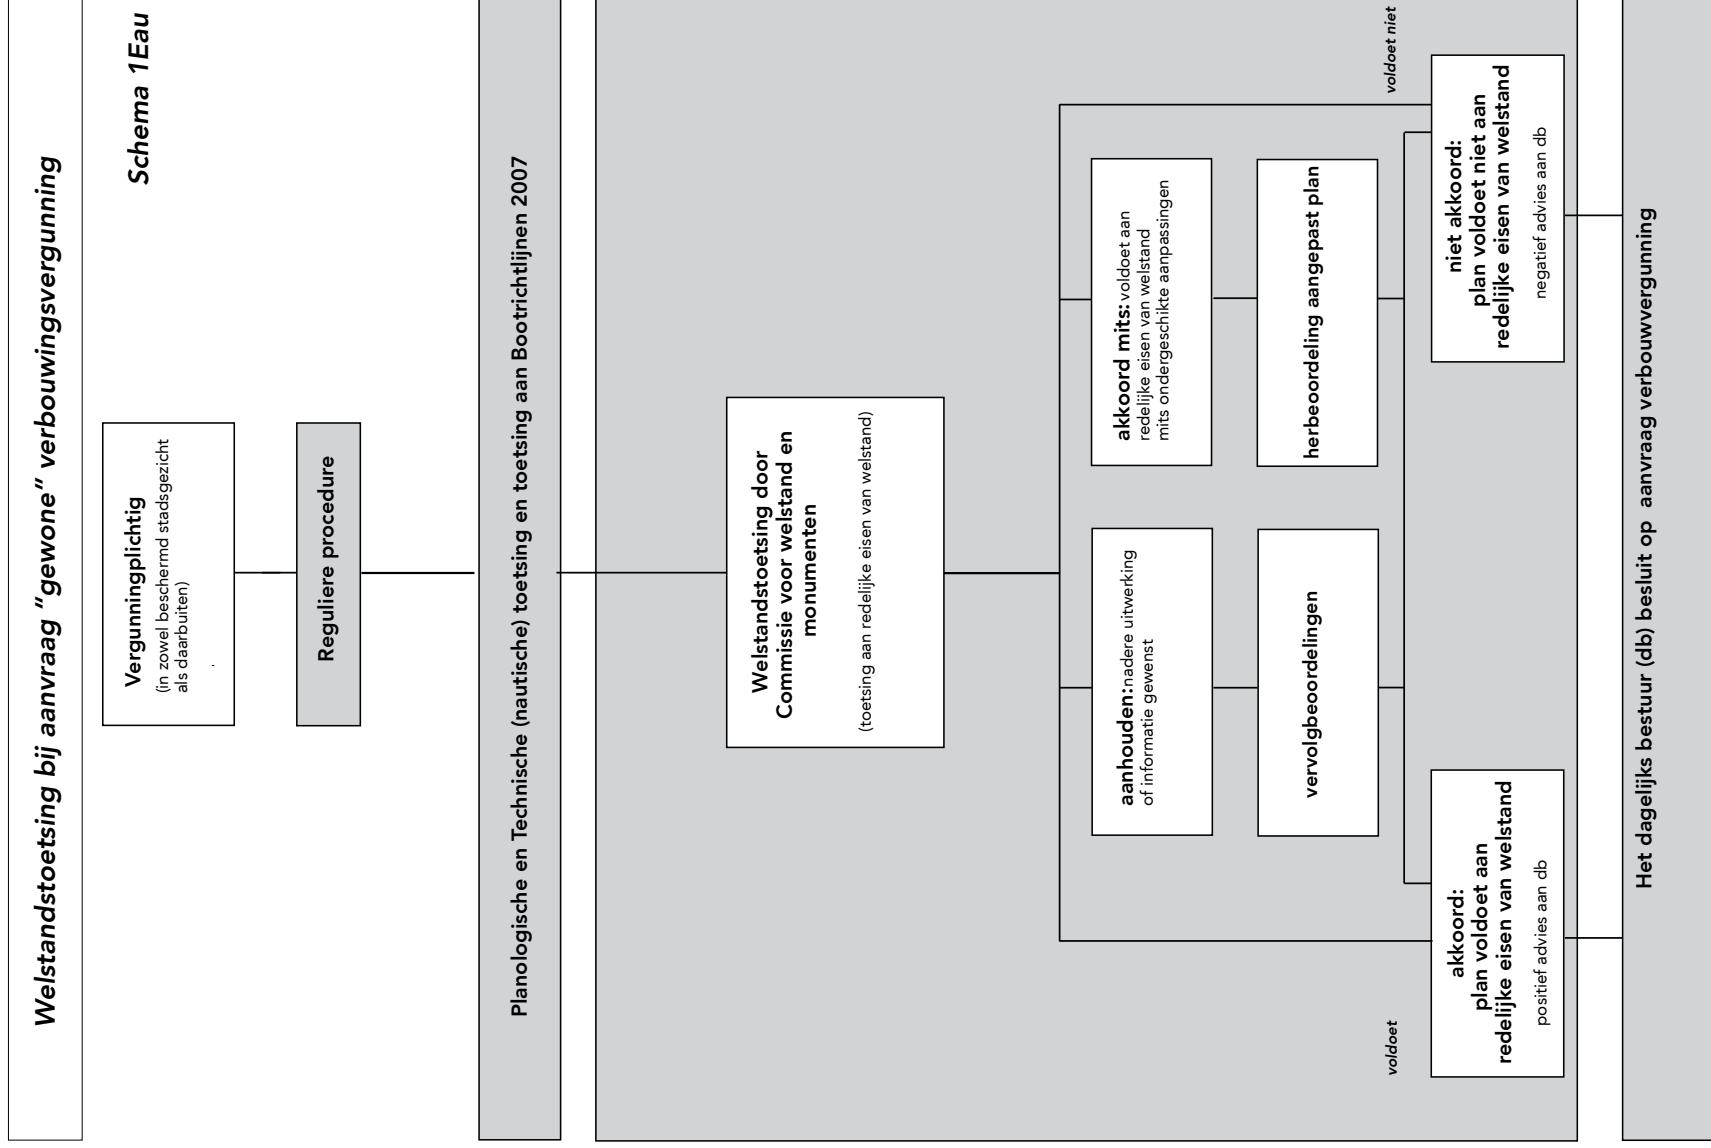 Welstandstoetsing bij aanvraag "gewone" verbouwingsvergunning
Schema 1Eau
Vergunningplichtig
(in zowel beschermd stadsgezicht
als daarbuiten)
.
Reguliere procedure
Planologische en Technische (nautische) toetsing en toetsing aan Bootrichtlijnen 2007
Welstandstoetsing door
Commissie voor welstand en
monumenten
(toetsing aan redelijke eisen van welstand)
aanhouden:nadere uitwerking
of informatie gewenst
akkoord mits: voldoet aan
redelijke eisen van welstand
mits ondergeschikte aanpassingen
vervolgbeoordelingen
herbeoordeling aangepast plan
voldoet
voldoet niet
akkoord:
plan voldoet aan
redelijke eisen van welstand
positief advies aan db
niet akkoord:
plan voldoet niet aan
redelijke eisen van welstand
negatief advies aan db
Het dagelijks bestuur (db) besluit op aanvraag verbouwvergunning